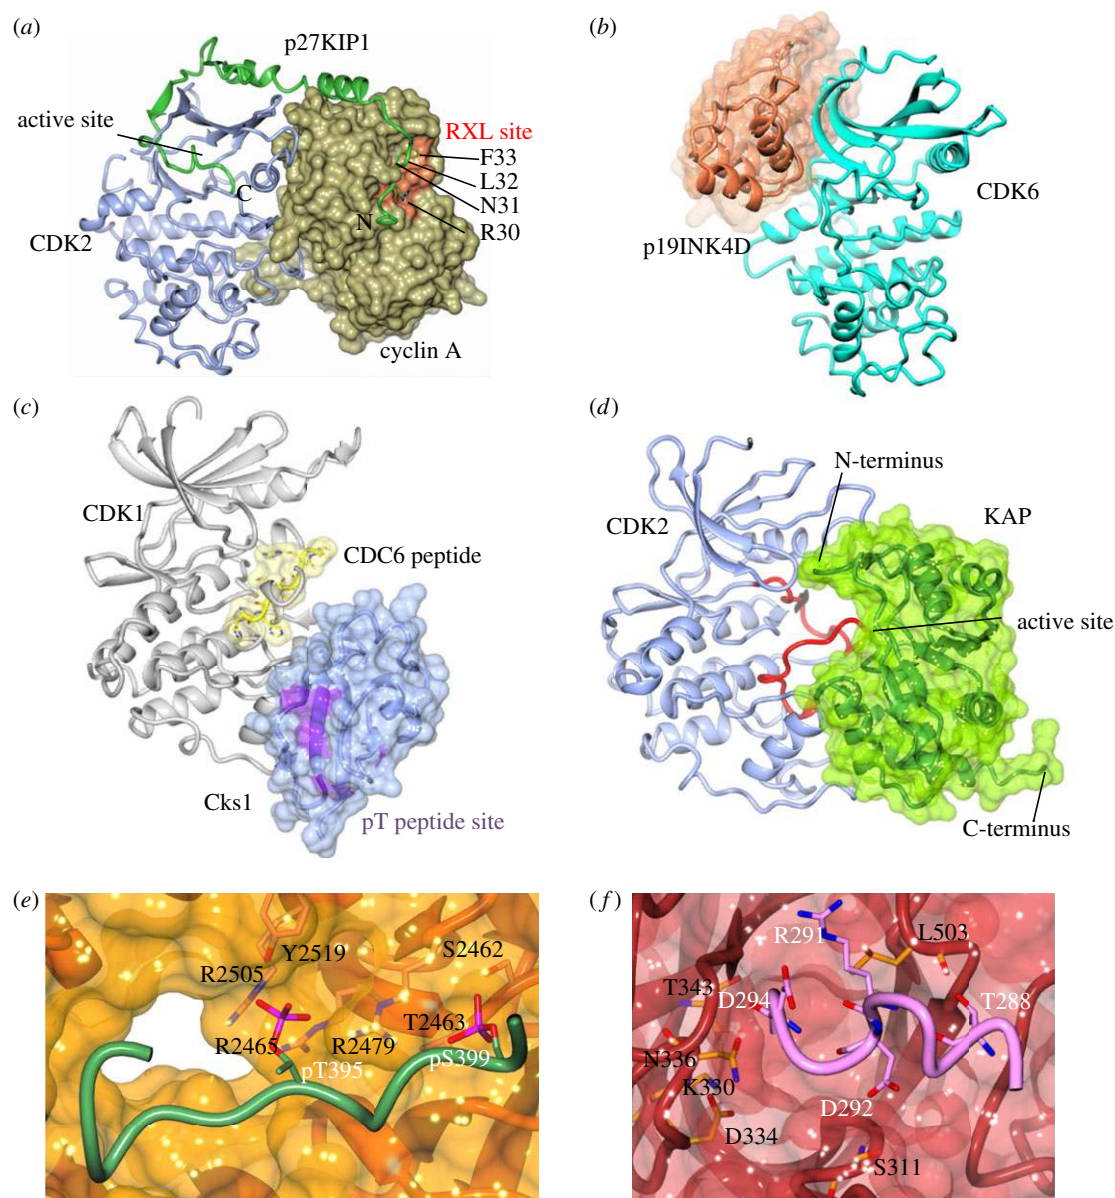 (a)
p27KIP1
active site
RXL site
F33
L32
N31
R30
C
N
CDK2
cyclin A
(b)
CDK6
p19INK4D
(c)
CDK1
CDC6 peptide
Cks1
pT peptide site
(d)
N-terminus
CDK2
KAP
active site
C-terminus
(e)
Y2519
S2462
R2505
T2463
R2465
R2479
pS399
pT395
(f)
R291
L503
T343
D294
T288
N336
K330
D292
D334
S311